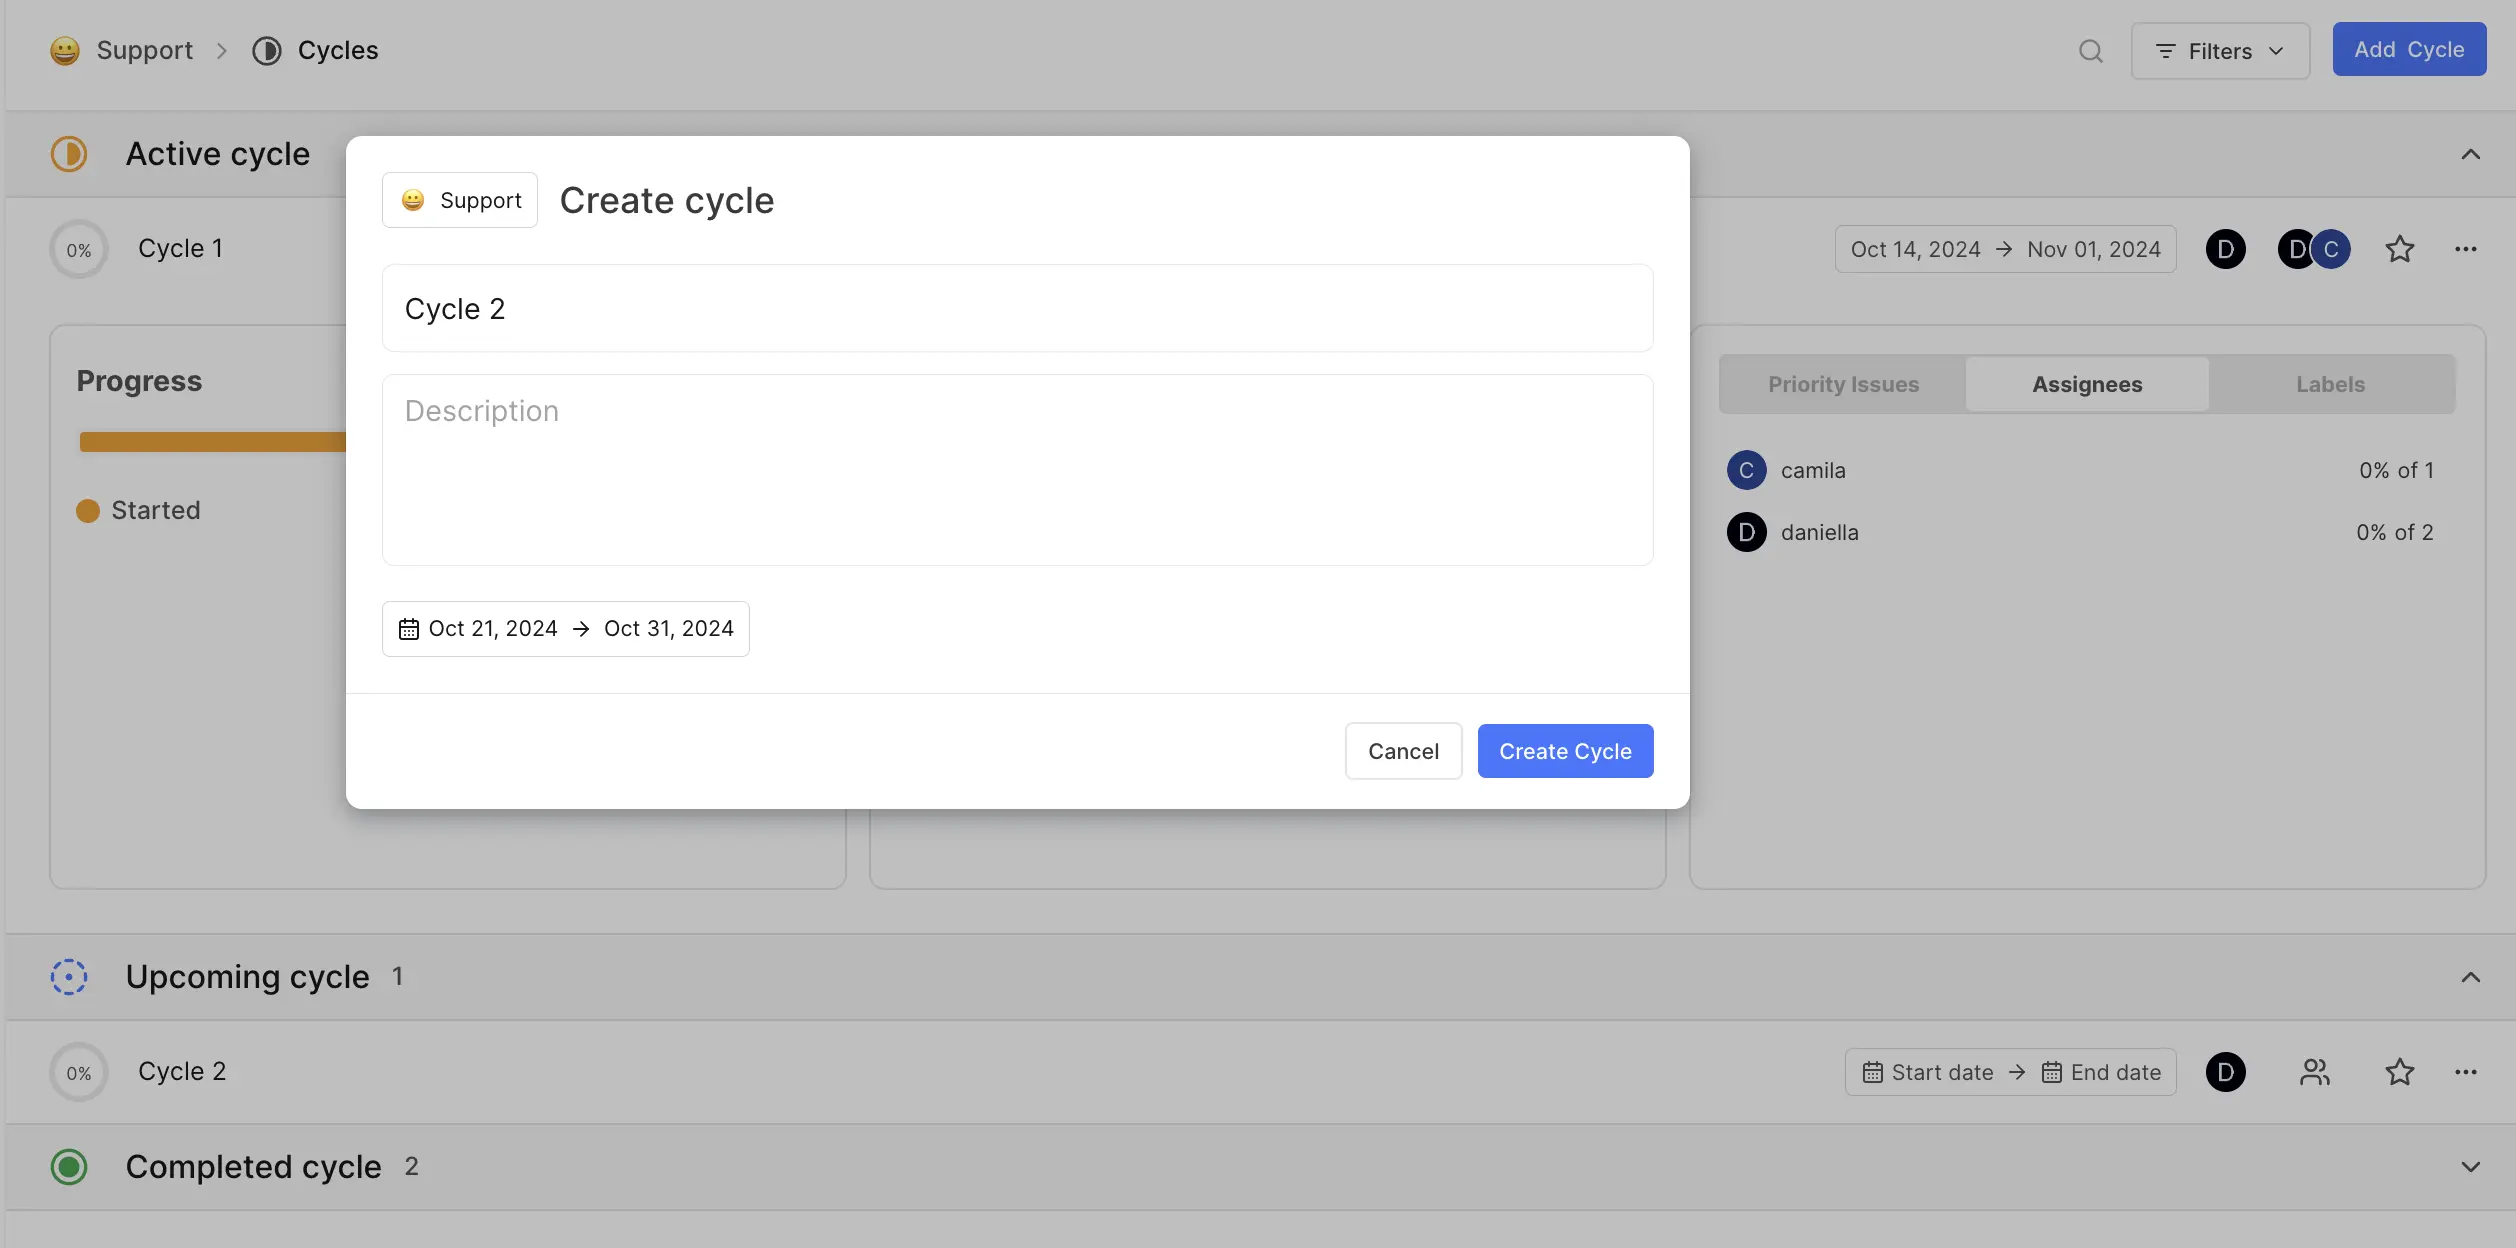 Support > Cycles
Filters
Add Cycle
Active cycle
Support
Create cycle
0%
Cycle 1
Oct 14, 2024 → Nov 01, 2024
D
D
C
Cycle 2
Progress
Priority Issues
Assignees
Labels
Description
C camila 0% of 1
Started
D daniella 0% of 2
Oct 21, 2024 → Oct 31, 2024
Cancel
Create Cycle
Upcoming cycle 1
0%
Cycle 2
Start date → End date
D
Completed cycle 2